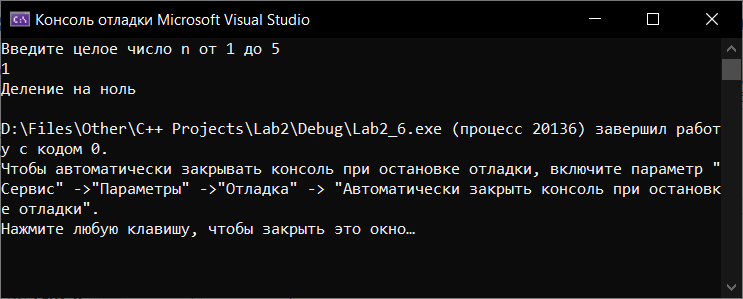 Консоль отладки Microsoft Visual Studio
Введите целое число n от 1 до 5
1
Деление на ноль
D:\Files\Other\C++ Projects\Lab2\Debug\Lab2_6.exe (процесс 20136) завершил работ
у с кодом 0.
Чтобы автоматически закрывать консоль при остановке отладки, включите параметр "
Сервис" ->"Параметры" ->"Отладка" -> "Автоматически закрыть консоль при остановк
е отладки".
Нажмите любую клавишу, чтобы закрыть это окно…